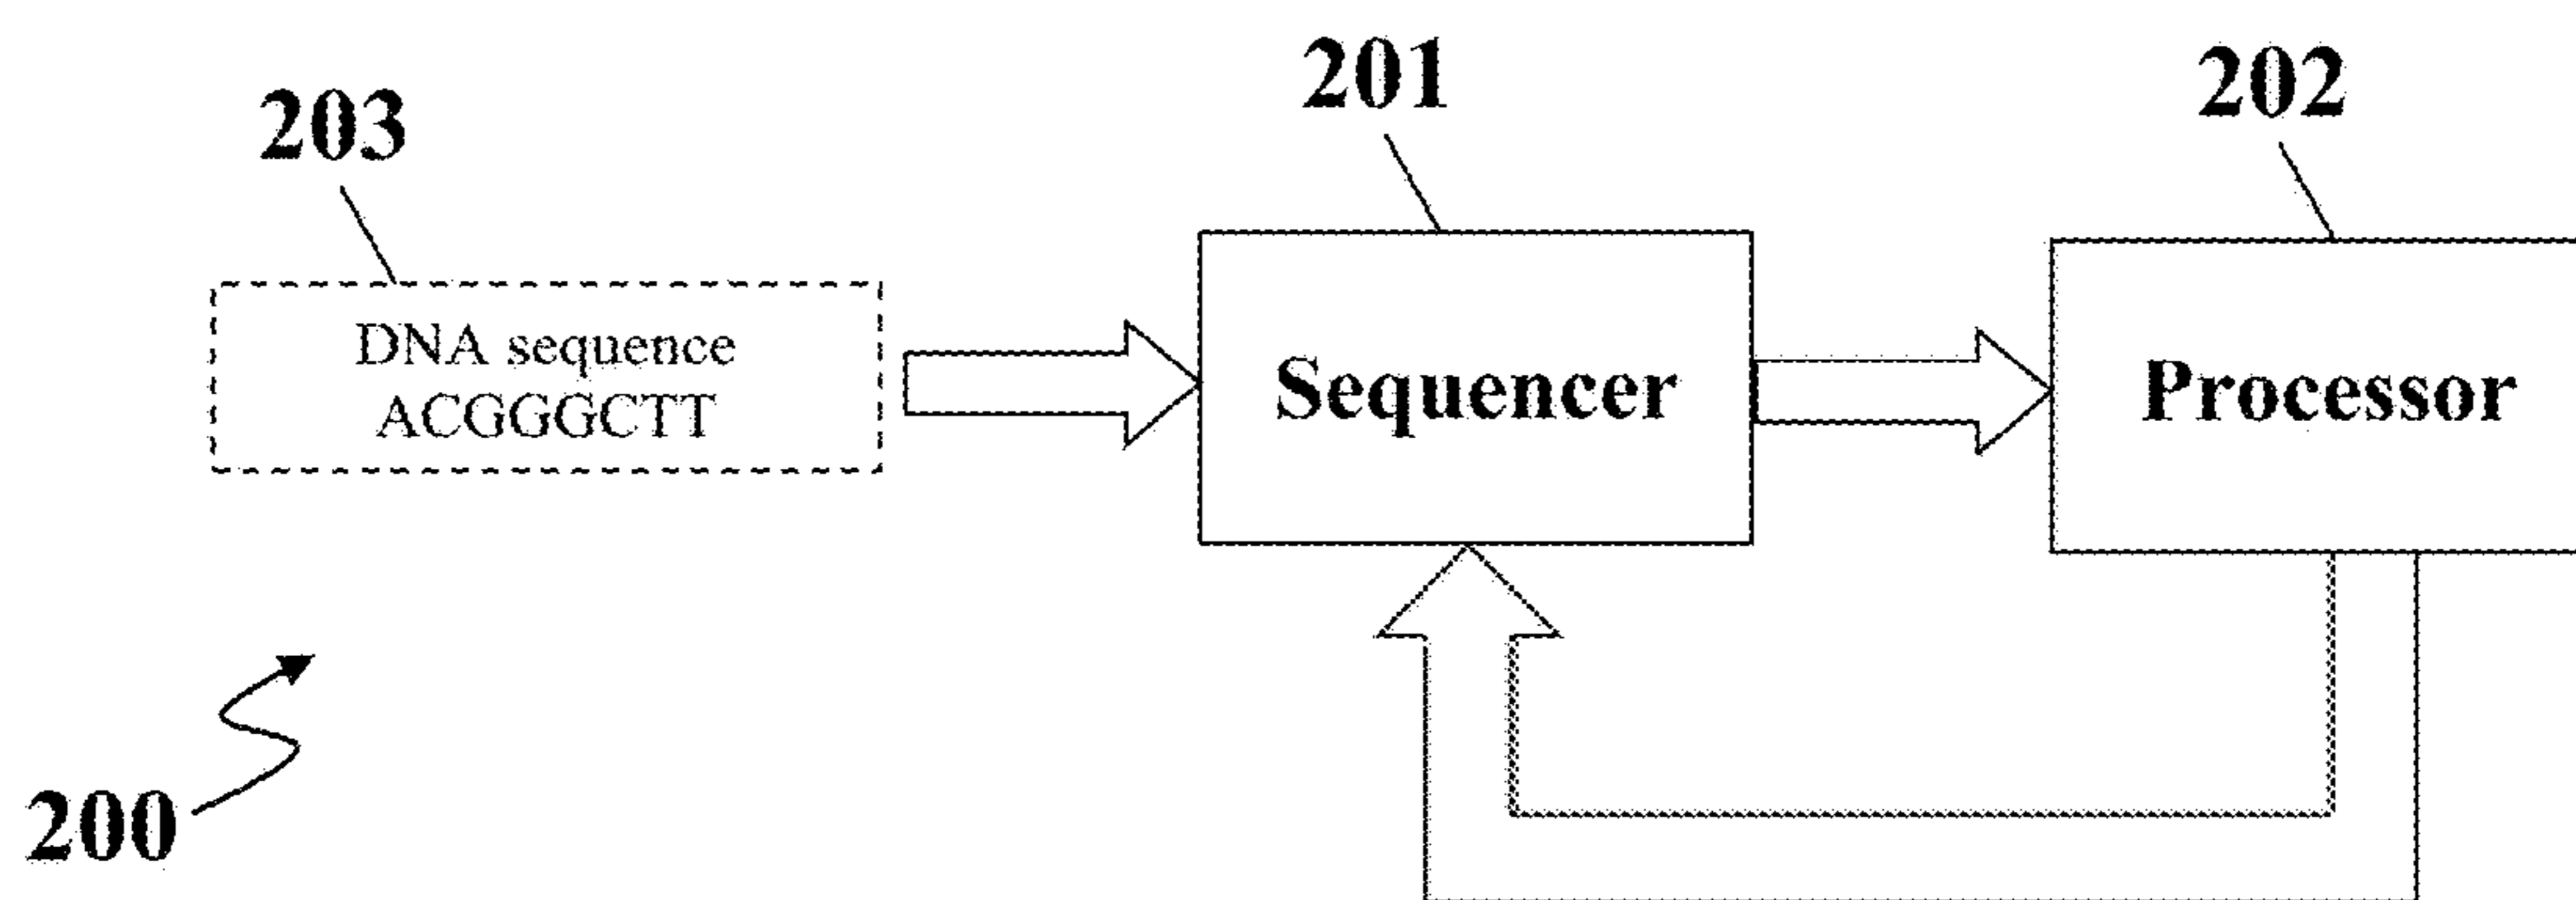 203
201
202
DNA sequence
ACGGGCTT
Sequencer
Processor
200